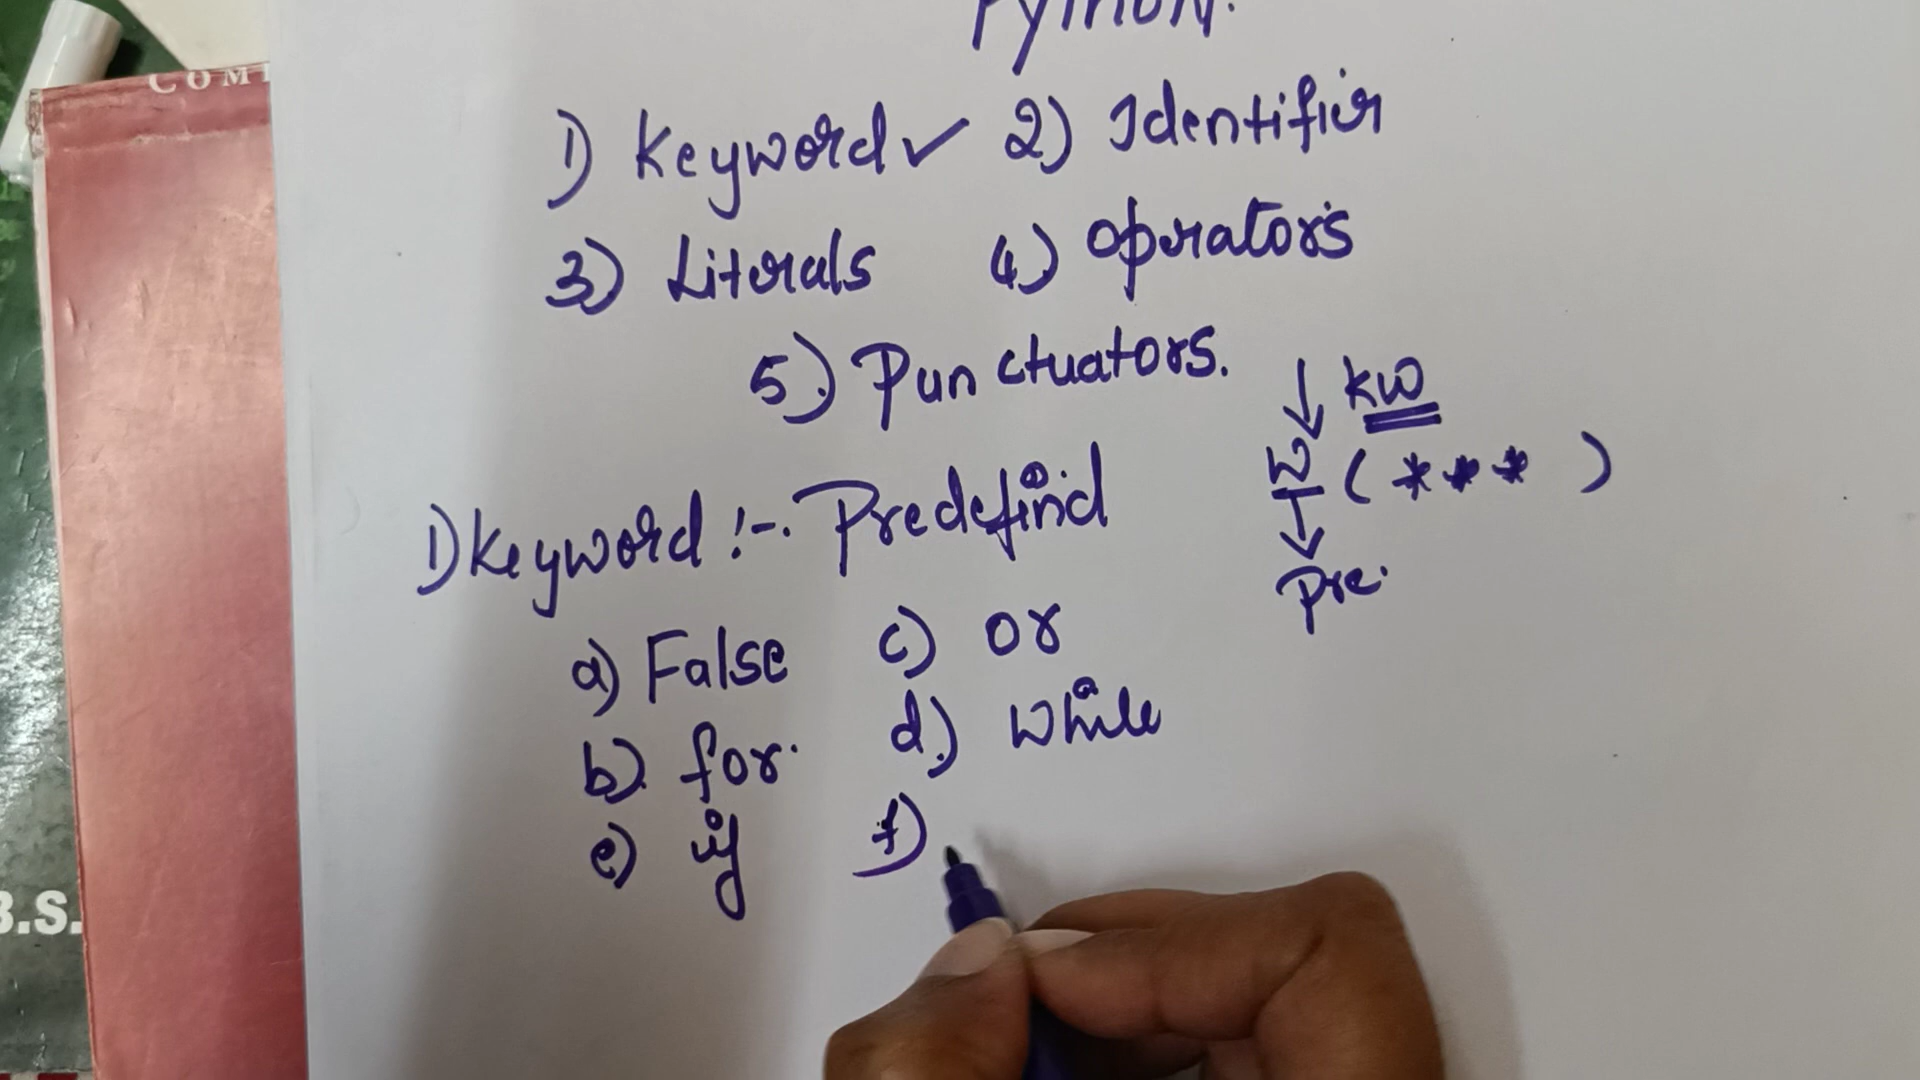 Python.
1) Keyword ✓ 2) Identifier
3) Literals 4) Operators
5) Punctuators.
↓ KW
W ( *** )
↓
Pre.
1) Keyword :- Predefind
a) False c) or
b) for. d) while
e) if f)
COM
B.S.